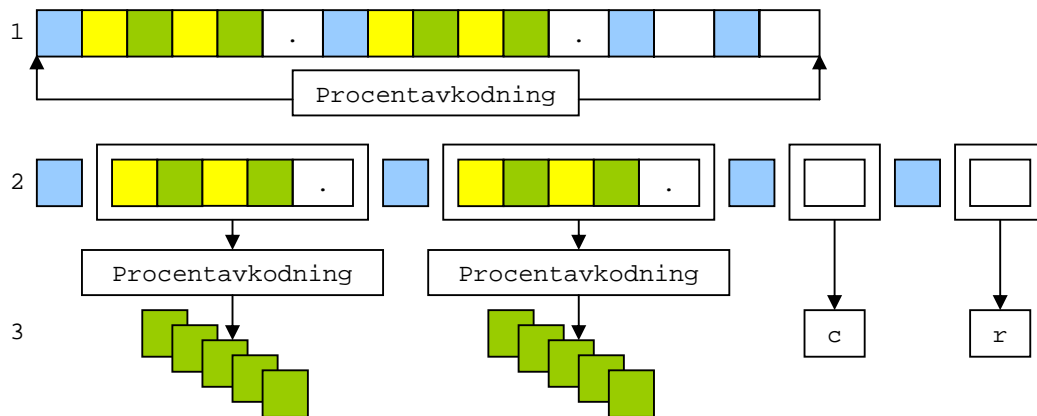 1 . .
Procentavkodning
2 . .
Procentavkodning Procentavkodning
3 c r